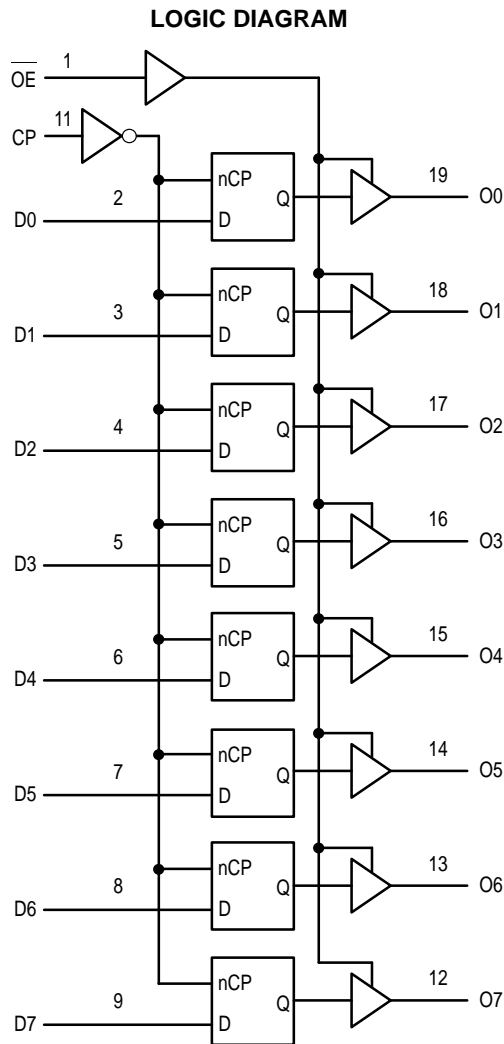 LOGIC DIAGRAM
OE 1
CP 11
nCP
D0 2 D Q 19 O0
nCP
D1 3 D Q 18 O1
nCP
D2 4 D Q 17 O2
nCP
D3 5 D Q 16 O3
nCP
D4 6 D Q 15 O4
nCP
D5 7 D Q 14 O5
nCP
D6 8 D Q 13 O6
nCP
D7 9 D Q 12 O7